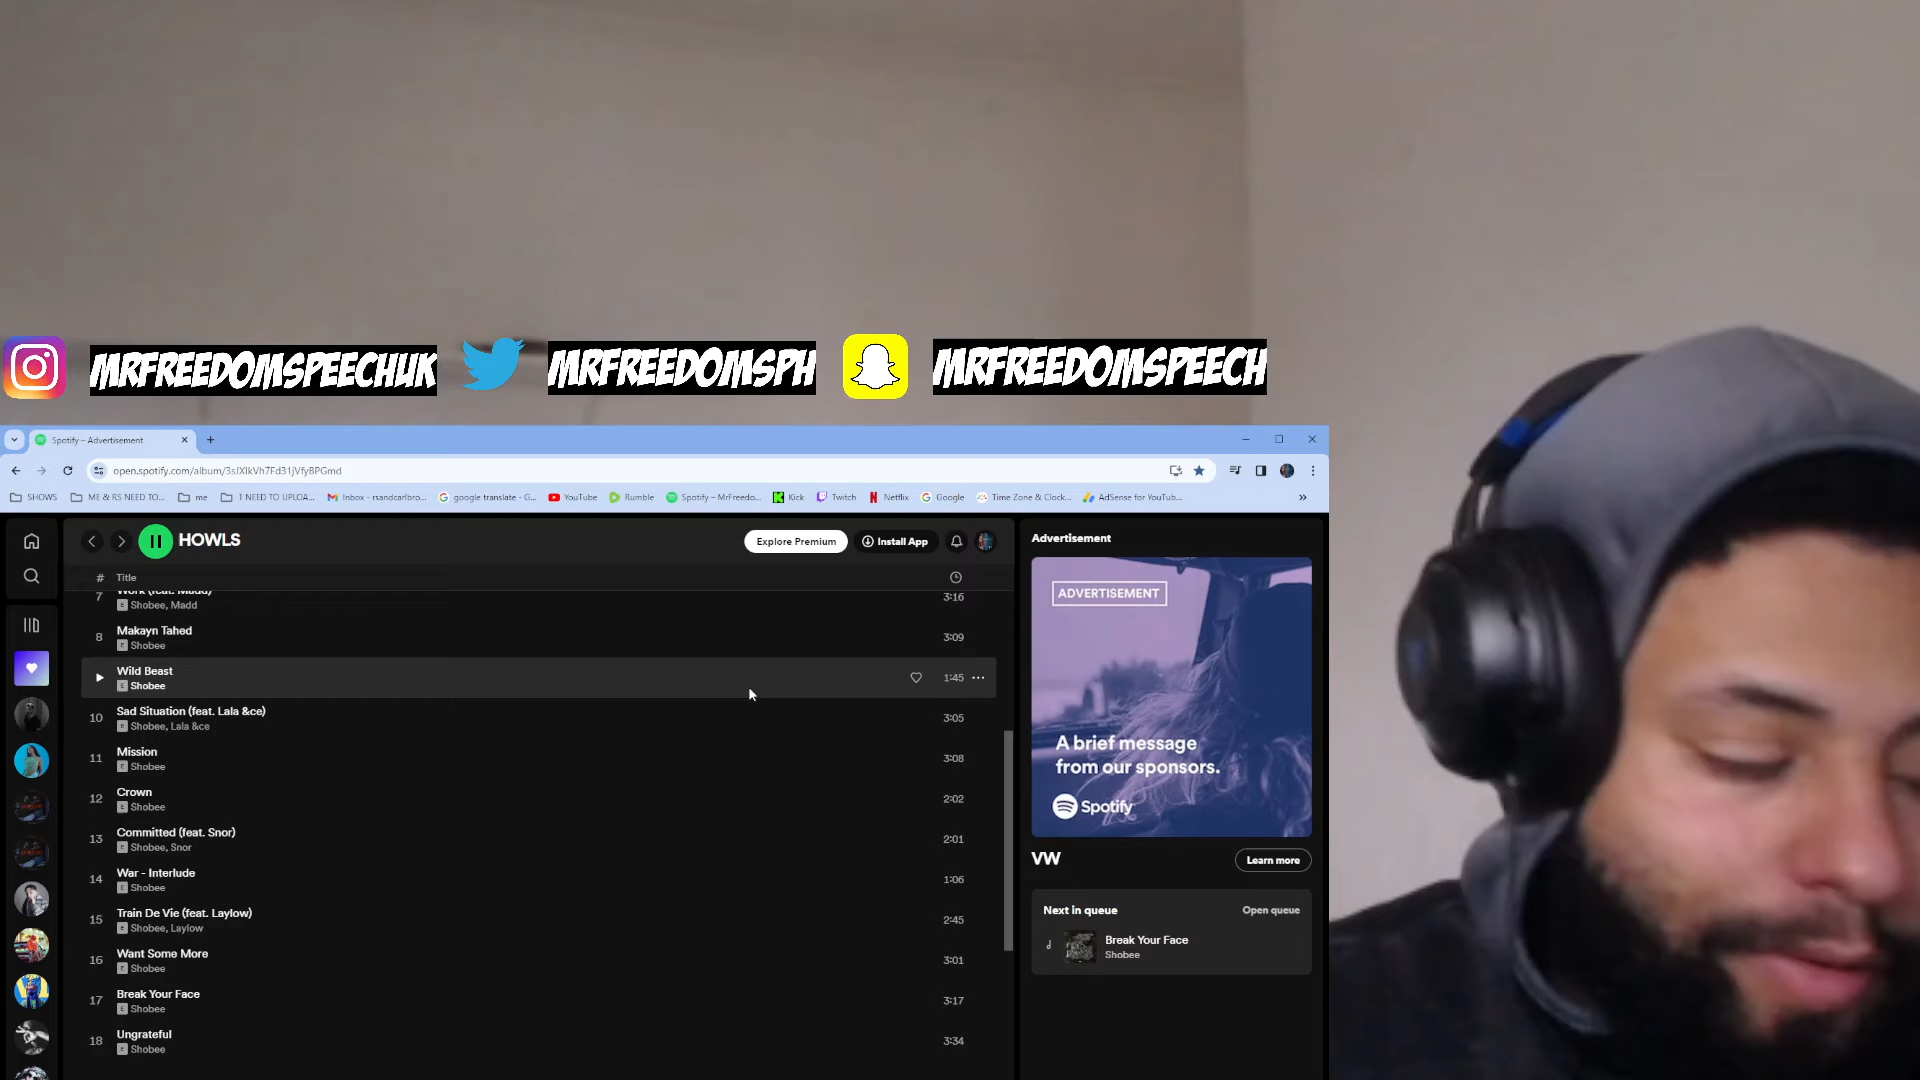 MRFREEDOMSPEECHUK MRFREEDOMSPH MRFREEDOMSPEECH
Spotify – Advertisement
open.spotify.com/album/3sJXlkVh7Fd31jVfyBPGmd
SHOWS ME & RS NEED TO... me 1 NEED TO UPLOA... Inbox - rsandcarlbro... google translate - G... YouTube Rumble Spotify – MrFreedo... Kick Twitch Netflix Google Time Zone & Clock... AdSense for YouTub...
HOWLS
Explore Premium Install App
# Title
7 Work (feat. Madd) 3:16
E Shobee, Madd
8 Makayn Tahed 3:09
E Shobee
Wild Beast 1:45
E Shobee
10 Sad Situation (feat. Lala &ce) 3:05
E Shobee, Lala &ce
11 Mission 3:08
E Shobee
12 Crown 2:02
E Shobee
13 Committed (feat. Snor) 2:01
E Shobee, Snor
14 War - Interlude 1:06
E Shobee
15 Train De Vie (feat. Laylow) 2:45
E Shobee, Laylow
16 Want Some More 3:01
E Shobee
17 Break Your Face 3:17
E Shobee
18 Ungrateful 3:34
E Shobee
Advertisement
ADVERTISEMENT
A brief message
from our sponsors.
Spotify
VW Learn more
Next in queue Open queue
Break Your Face
Shobee